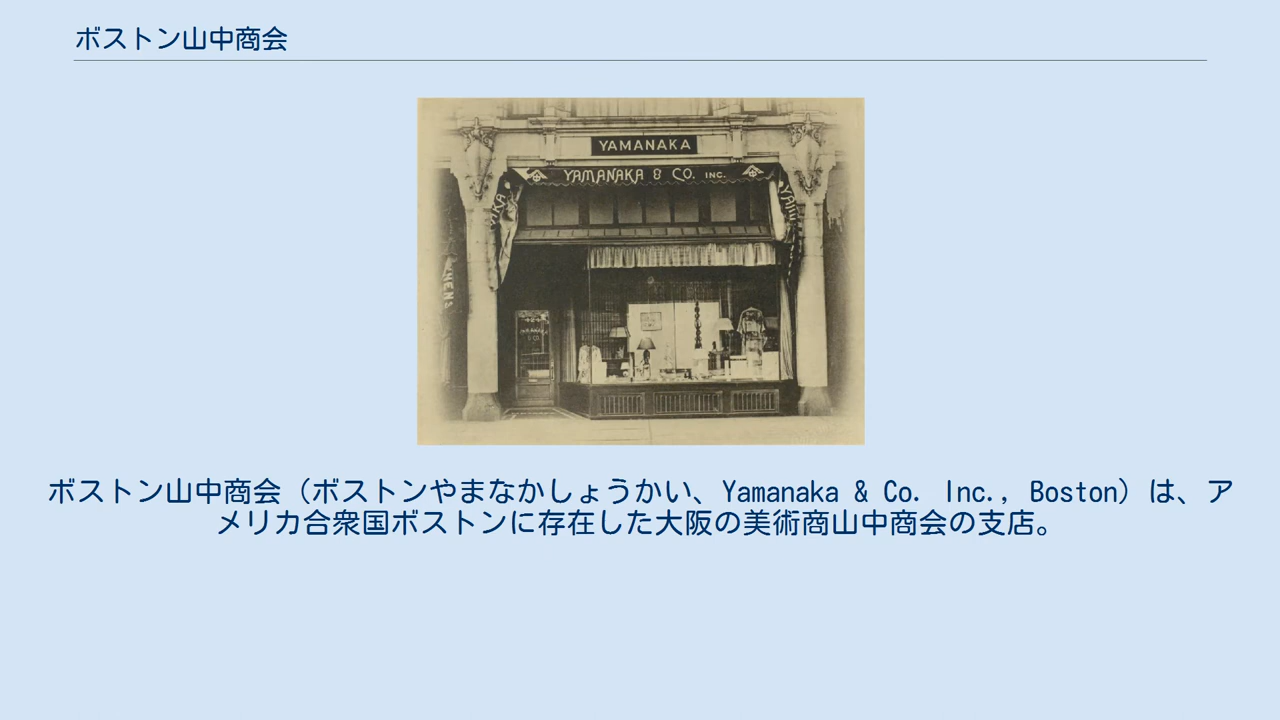 ボストン山中商会
YAMANAKA
YAMANAKA & CO. INC.
ボストン山中商会（ボストンやまなかしょうかい、Yamanaka & Co. Inc., Boston）は、ア
メリカ合衆国ボストンに存在した大阪の美術商山中商会の支店。